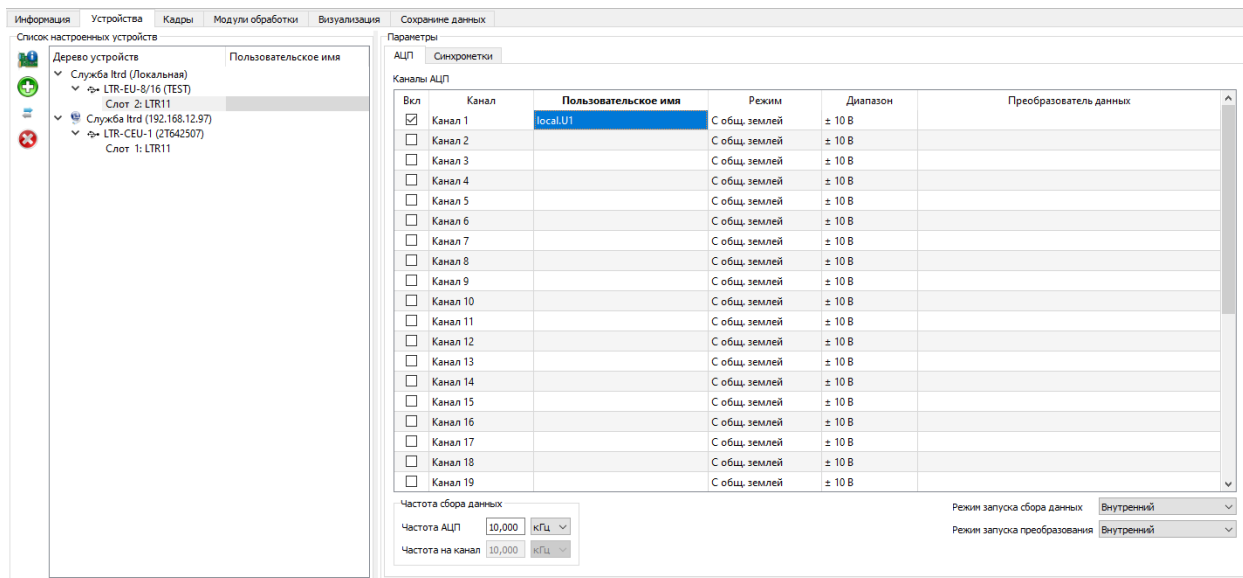 Информация Устройства Кадры Модули обработки Визуализация Сохранине данных
Список настроенных устройств
Дерево устройств Пользовательское имя
Служба ltrd (Локальная)
LTR-EU-8/16 (TEST)
Слот 2: LTR11
Служба ltrd (192.168.12.97)
LTR-CEU-1 (2T642507)
Слот 1: LTR11
Параметры
АЦП Синхрометки
Каналы АЦП
Вкл Канал Пользовательское имя Режим Диапазон Преобразователь данных
Канал 1 local.U1 С общ. землей ± 10 В
Канал 2 С общ. землей ± 10 В
Канал 3 С общ. землей ± 10 В
Канал 4 С общ. землей ± 10 В
Канал 5 С общ. землей ± 10 В
Канал 6 С общ. землей ± 10 В
Канал 7 С общ. землей ± 10 В
Канал 8 С общ. землей ± 10 В
Канал 9 С общ. землей ± 10 В
Канал 10 С общ. землей ± 10 В
Канал 11 С общ. землей ± 10 В
Канал 12 С общ. землей ± 10 В
Канал 13 С общ. землей ± 10 В
Канал 14 С общ. землей ± 10 В
Канал 15 С общ. землей ± 10 В
Канал 16 С общ. землей ± 10 В
Канал 17 С общ. землей ± 10 В
Канал 18 С общ. землей ± 10 В
Канал 19 С общ. землей ± 10 В
Частота сбора данных
Частота АЦП 10,000 кГц
Частота на канал 10,000 кГц
Режин запуска сбора данных Внутренний
Режин запуска преобразования Внутренний